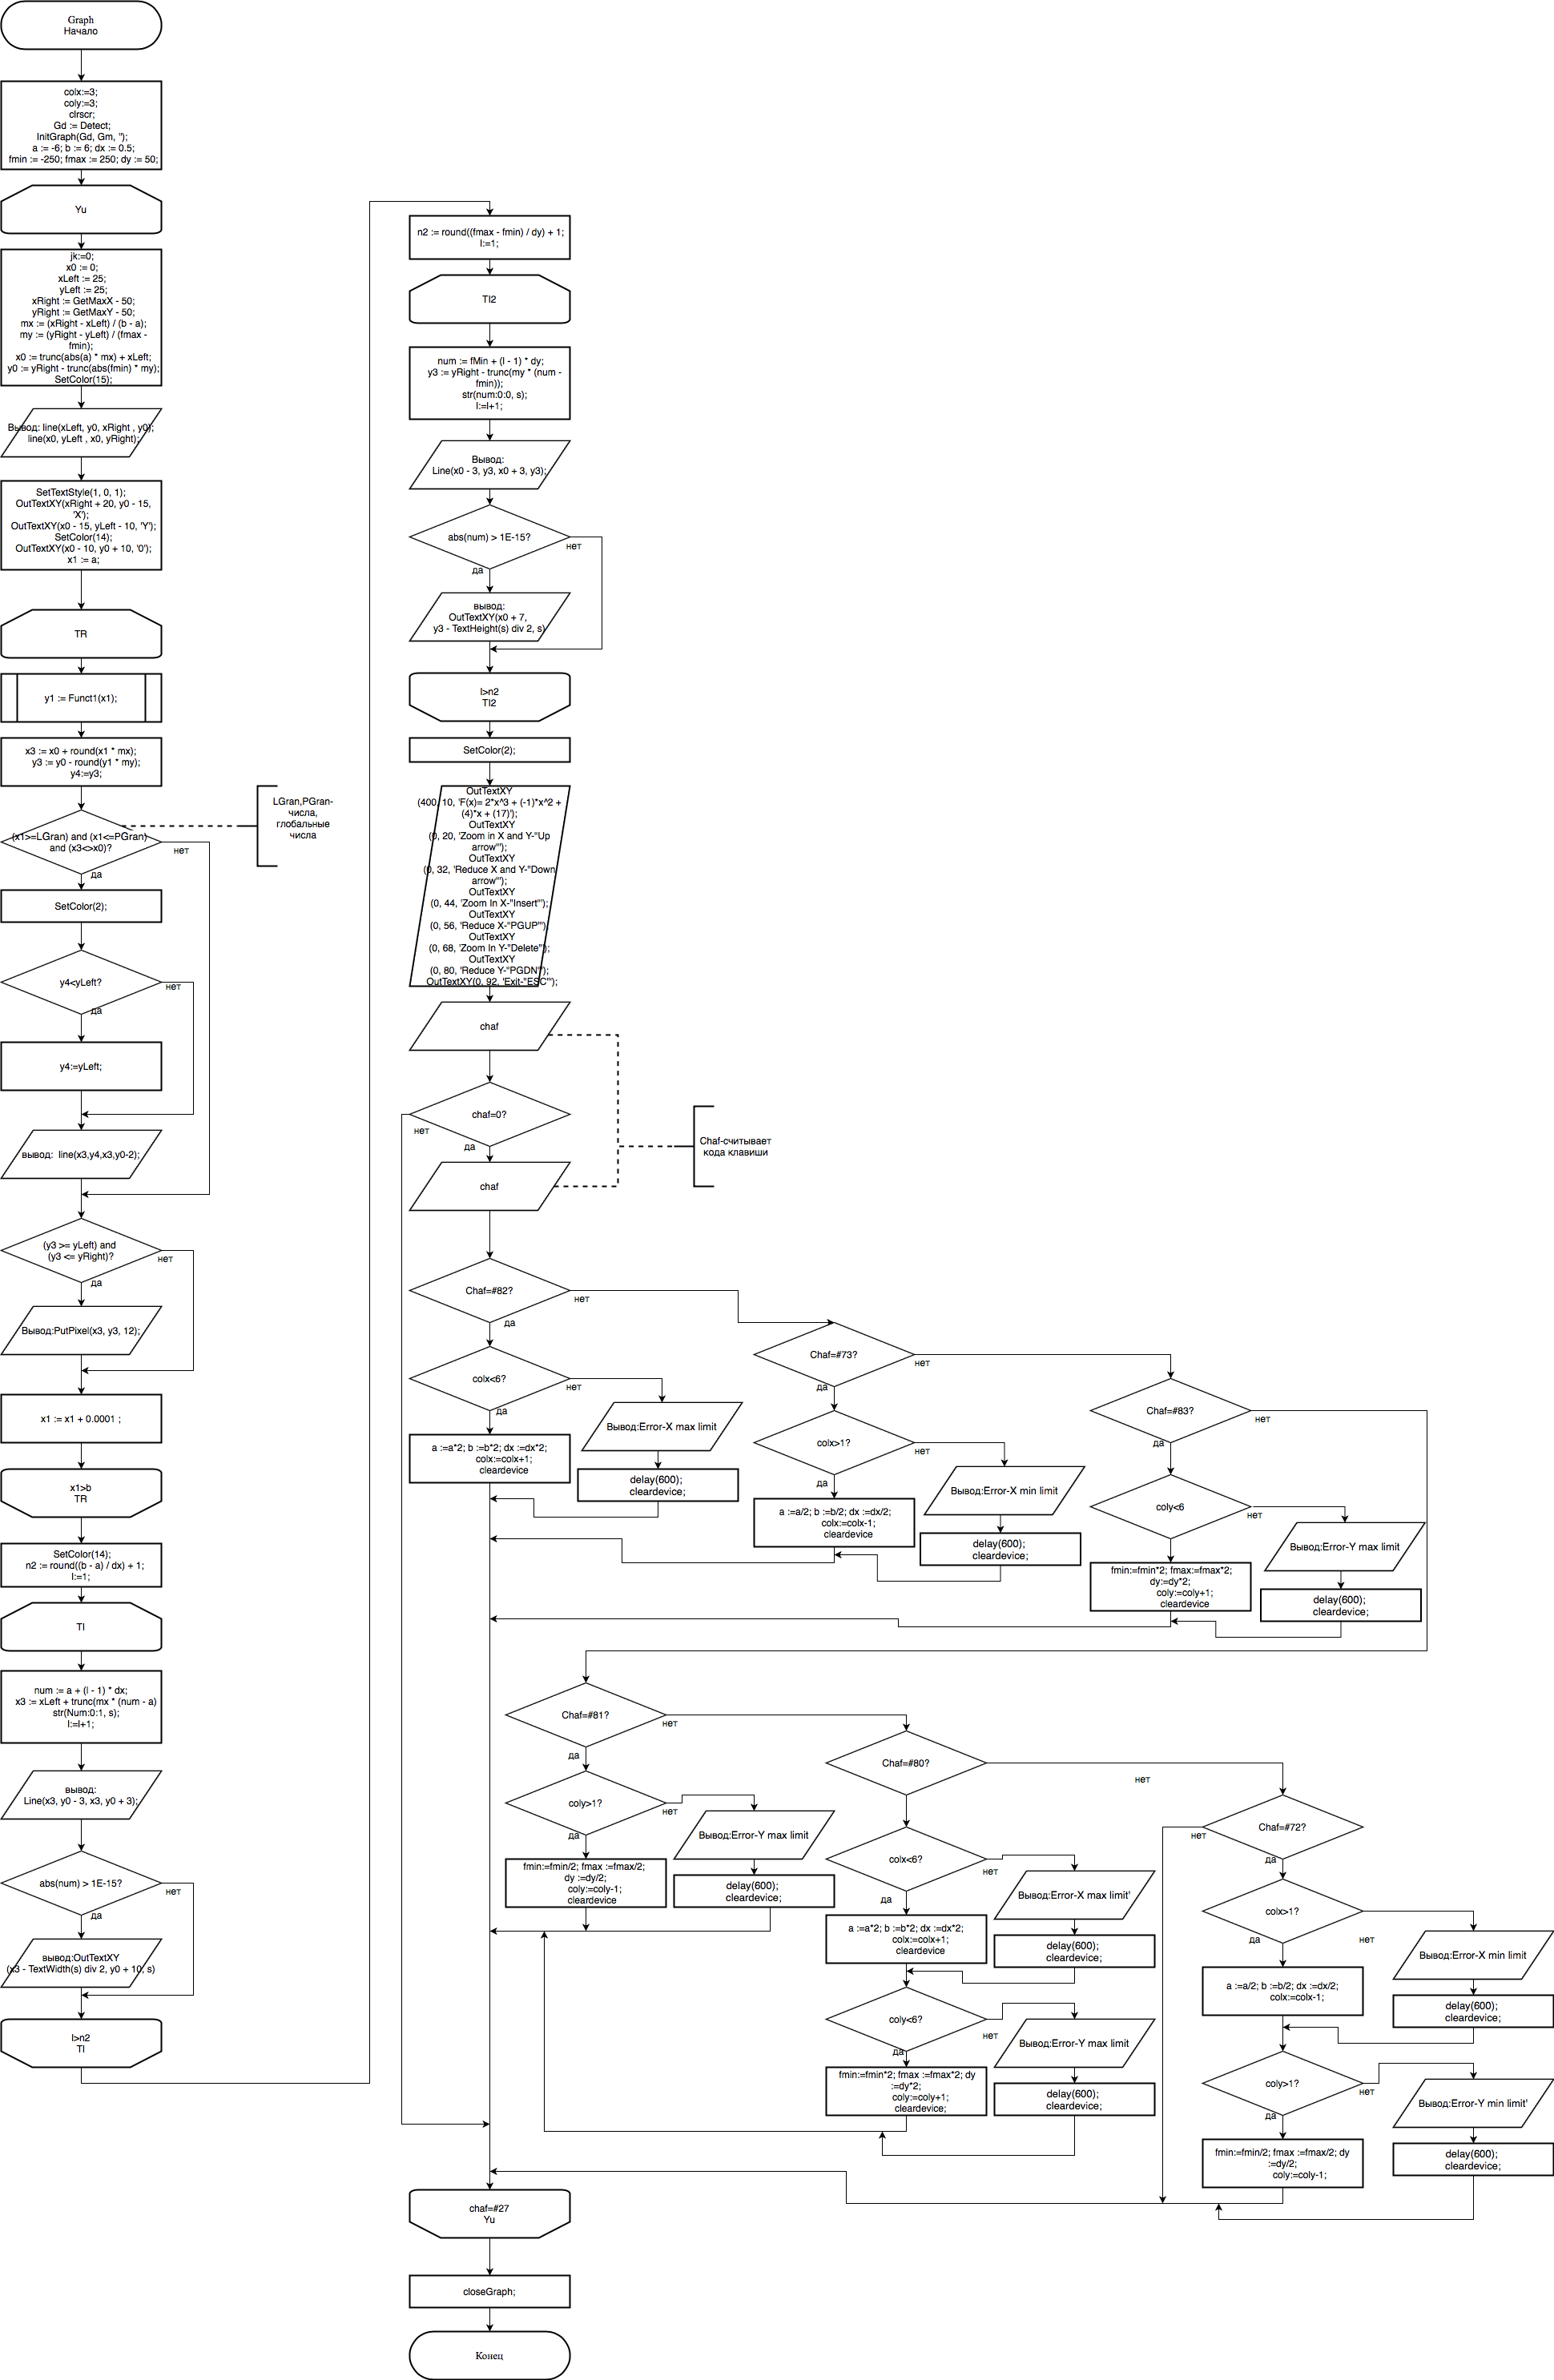 Graph
Начало
colx:=3;
coly:=3;
clrscr;
Gd := Detect;
InitGraph(Gd, Gm, '');
a := -6; b := 6; dx := 0.5;
fmin := -250; fmax := 250; dy := 50;
Yu
jk:=0;
x0 := 0;
xLeft := 25;
yLeft := 25;
xRight := GetMaxX - 50;
yRight := GetMaxY - 50;
mx := (xRight - xLeft) / (b - a);
my := (yRight - yLeft) / (fmax -
fmin);
x0 := trunc(abs(a) * mx) + xLeft;
y0 := yRight - trunc(abs(fmin) * my);
SetColor(15);
Вывод: line(xLeft, y0, xRight , y0);
line(x0, yLeft , x0, yRight);
SetTextStyle(1, 0, 1);
OutTextXY(xRight + 20, y0 - 15,
'X');
OutTextXY(x0 - 15, yLeft - 10, 'Y');
SetColor(14);
OutTextXY(x0 - 10, y0 + 10, '0');
x1 := a;
TR
y1 := Funct1(x1);
x3 := x0 + round(x1 * mx);
y3 := y0 - round(y1 * my);
y4:=y3;
LGran,PGran-
числа,
глобальные
числа
(x1>=LGran) and (x1<=PGran)
and (x3<>x0)?
нет
да
SetColor(2);
y4<yLeft?
нет
да
y4:=yLeft;
вывод: line(x3,y4,x3,y0-2);
(y3 >= yLeft) and
(y3 <= yRight)?
нет
да
Вывод:PutPixel(x3, y3, 12);
x1 := x1 + 0.0001 ;
x1>b
TR
SetColor(14);
n2 := round((b - a) / dx) + 1;
I:=1;
TI
num := a + (I - 1) * dx;
x3 := xLeft + trunc(mx * (num - a)
str(Num:0:1, s);
I:=I+1;
вывод:
Line(x3, y0 - 3, x3, y0 + 3);
abs(num) > 1E-15?
нет
да
вывод:OutTextXY
(x3 - TextWidth(s) div 2, y0 + 10, s)
I>n2
TI
n2 := round((fmax - fmin) / dy) + 1;
I:=1;
TI2
num := fMin + (I - 1) * dy;
y3 := yRight - trunc(my * (num -
fmin));
str(num:0:0, s);
I:=I+1;
Вывод:
Line(x0 - 3, y3, x0 + 3, y3);
abs(num) > 1E-15?
нет
да
вывод:
OutTextXY(x0 + 7,
y3 - TextHeight(s) div 2, s)
I>n2
TI2
SetColor(2);
OutTextXY
(400, 10, 'F(x)= 2*x^3 + (-1)*x^2 +
(4)*x + (17)');
OutTextXY
(0, 20, 'Zoom in X and Y-"Up
arrow"');
OutTextXY
(0, 32, 'Reduce X and Y-"Down
arrow"');
OutTextXY
(0, 44, 'Zoom In X-"Insert"');
OutTextXY
(0, 56, 'Reduce X-"PGUP"');
OutTextXY
(0, 68, 'Zoom In Y-"Delete"');
OutTextXY
(0, 80, 'Reduce Y-"PGDN"');
OutTextXY(0, 92, 'Exit-"ESC"');
chaf
chaf=0?
нет
да
Chaf-считывает
кода клавиши
chaf
Chaf=#82?
нет
да
colx<6?
нет
да
Вывод:Error-X max limit
a :=a*2; b :=b*2; dx :=dx*2;
colx:=colx+1;
cleardevice
delay(600);
cleardevice;
Chaf=#73?
нет
да
colx>1?
нет
да
Вывод:Error-X min limit
a :=a/2; b :=b/2; dx :=dx/2;
colx:=colx-1;
cleardevice
delay(600);
cleardevice;
Chaf=#83?
нет
да
coly<6
нет
да
Вывод:Error-Y max limit
fmin:=fmin*2; fmax:=fmax*2;
dy:=dy*2;
coly:=coly+1;
cleardevice
delay(600);
cleardevice;
Chaf=#81?
нет
да
coly>1?
нет
да
Вывод:Error-Y max limit
fmin:=fmin/2; fmax :=fmax/2;
dy :=dy/2;
coly:=coly-1;
cleardevice
delay(600);
cleardevice;
Chaf=#80?
нет
colx<6?
нет
да
Вывод:Error-X max limit'
a :=a*2; b :=b*2; dx :=dx*2;
colx:=colx+1;
cleardevice
delay(600);
cleardevice;
coly<6?
нет
да
Вывод:Error-Y max limit
fmin:=fmin*2; fmax :=fmax*2; dy
:=dy*2;
coly:=coly+1;
cleardevice;
delay(600);
cleardevice;
Chaf=#72?
нет
да
colx>1?
да
нет
Вывод:Error-X min limit
a :=a/2; b :=b/2; dx :=dx/2;
colx:=colx-1;
delay(600);
cleardevice;
coly>1?
нет
да
Вывод:Error-Y min limit'
fmin:=fmin/2; fmax :=fmax/2; dy
:=dy/2;
coly:=coly-1;
delay(600);
cleardevice;
chaf=#27
Yu
closeGraph;
Конец